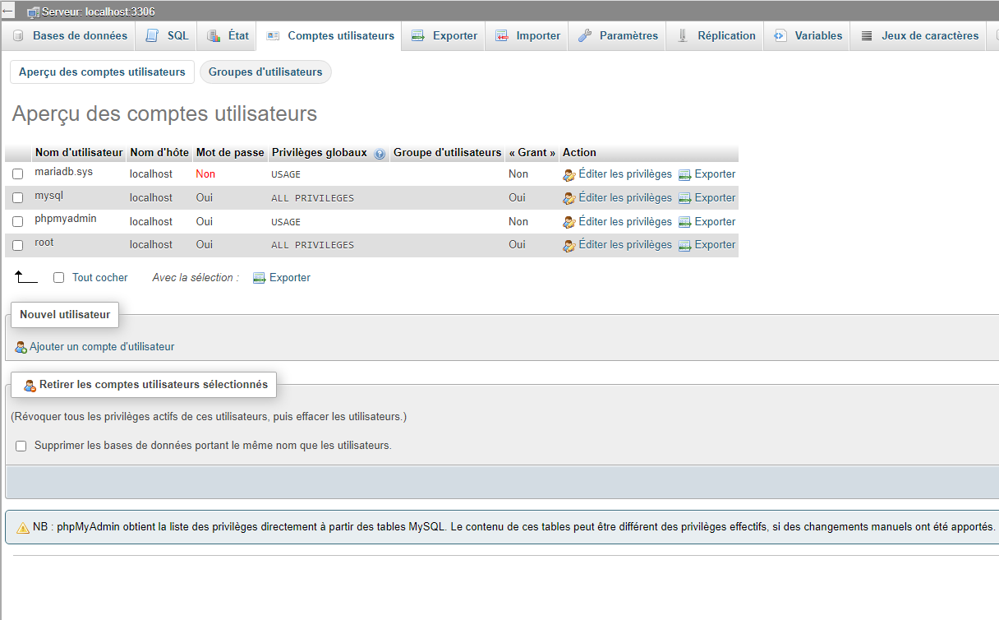 Serveur: localhost:3306
Bases de données SQL État Comptes utilisateurs Exporter Importer Paramètres Réplication Variables Jeux de caractères
Aperçu des comptes utilisateurs Groupes d'utilisateurs
Aperçu des comptes utilisateurs
Nom d'utilisateur Nom d'hôte Mot de passe Privilèges globaux Groupe d'utilisateurs « Grant » Action
mariadb.sys localhost Non USAGE Non Éditer les privilèges Exporter
mysql localhost Oui ALL PRIVILEGES Oui Éditer les privilèges Exporter
phpmyadmin localhost Oui USAGE Non Éditer les privilèges Exporter
root localhost Oui ALL PRIVILEGES Oui Éditer les privilèges Exporter
Tout cocher Avec la sélection : Exporter
Nouvel utilisateur
Ajouter un compte d'utilisateur
Retirer les comptes utilisateurs sélectionnés
(Révoquer tous les privilèges actifs de ces utilisateurs, puis effacer les utilisateurs.)
Supprimer les bases de données portant le même nom que les utilisateurs.
NB : phpMyAdmin obtient la liste des privilèges directement à partir des tables MySQL. Le contenu de ces tables peut être différent des privilèges effectifs, si des changements manuels ont été apportés.